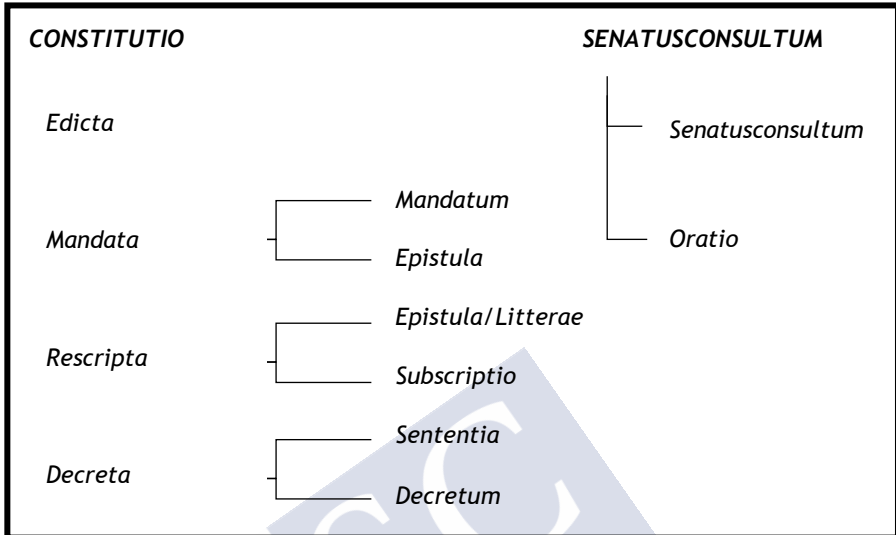 CONSTITUTIO
Edicta
Mandata
Mandatum
Epistula
Rescripta
Epistula/Litterae
Subscriptio
Decreta
Sententia
Decretum
SENATUSCONSULTUM
Senatusconsultum
Oratio